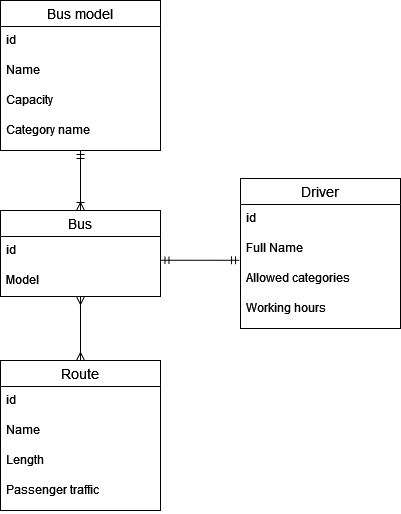 Bus model
id
Name
Capacity
Category name
Bus
id
Model
Driver
id
Full Name
Allowed categories
Working hours
Route
id
Name
Length
Passenger traffic